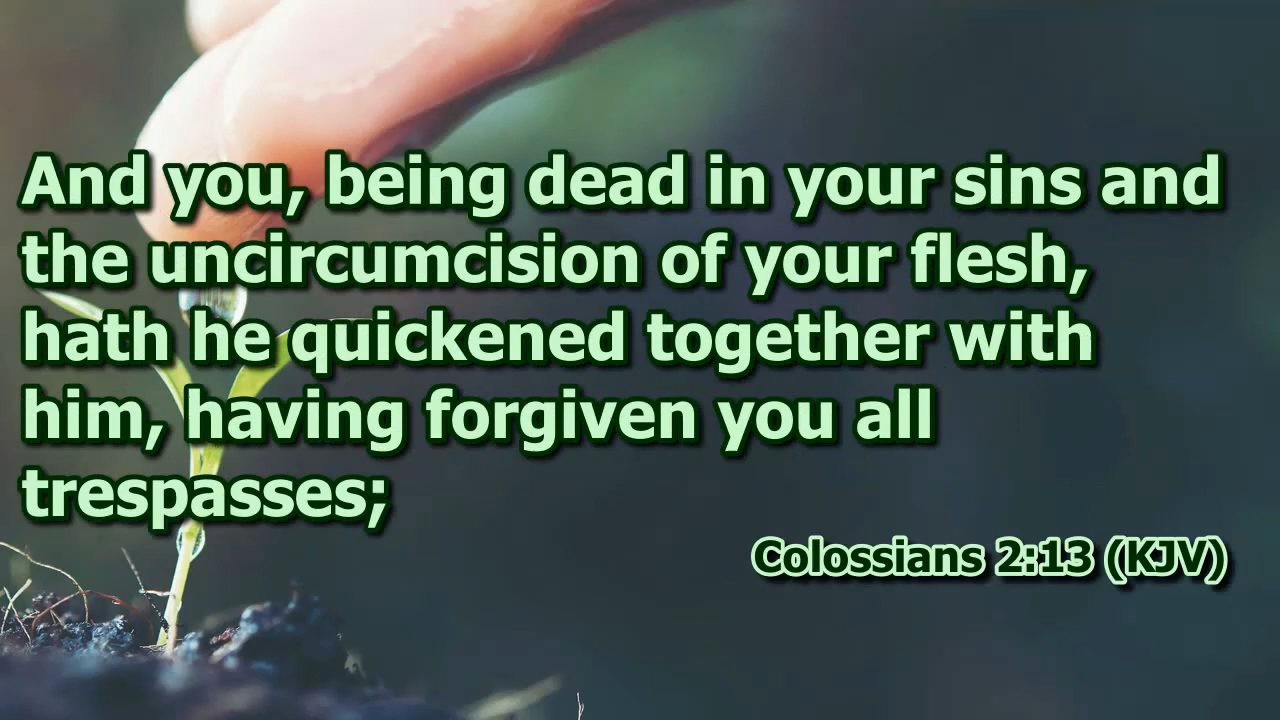 And you, being dead in your sins and
the uncircumcision of your flesh,
hath he quickened together with
him, having forgiven you all
trespasses;
Colossians 2:13 (KJV)